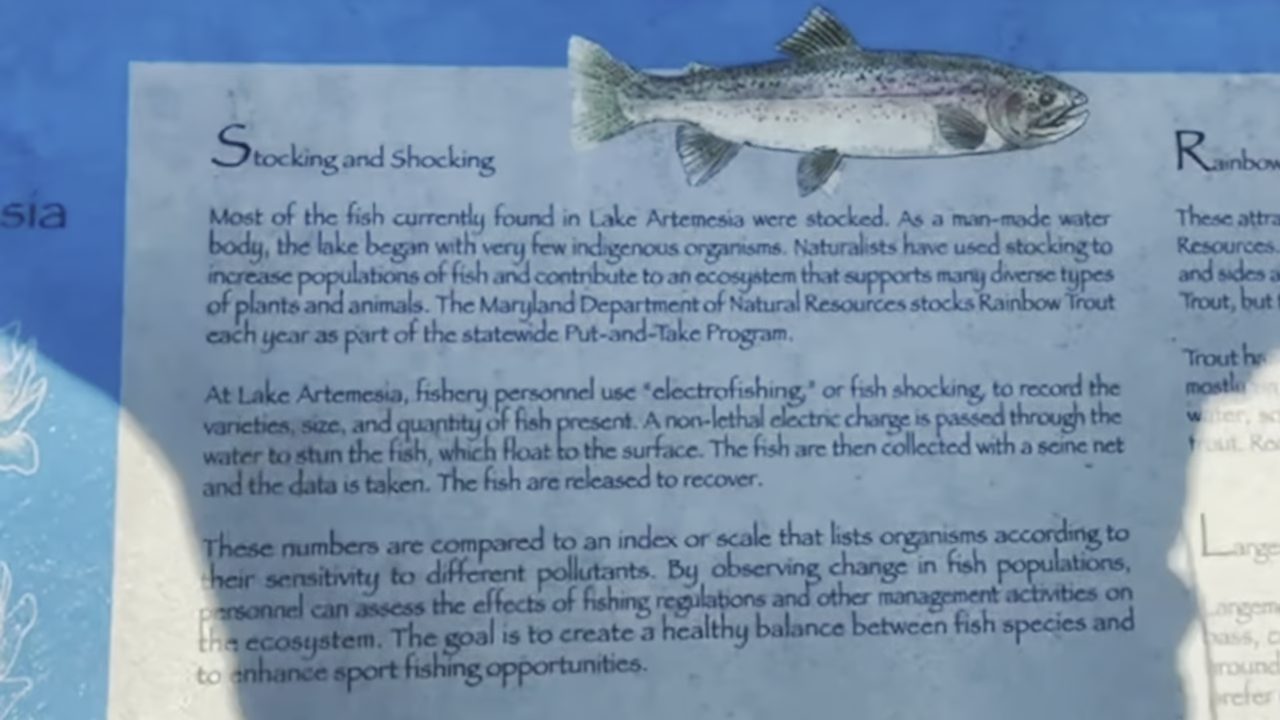 sia
Stocking and Shocking
Most of the fish currently found in Lake Artemesia were stocked. As a man-made water
body, the lake began with very few indigenous organisms. Naturalists have used stocking to
increase populations of fish and contribute to an ecosystem that supports many diverse types
of plants and animals. The Maryland Department of Natural Resources stocks Rainbow Trout
each year as part of the statewide Put-and-Take Program.
At Lake Artemesia, fishery personnel use "electrofishing," or fish shocking, to record the
varieties, size, and quantity of fish present. A non-lethal electric charge is passed through the
water to stun the fish, which float to the surface. The fish are then collected with a seine net
and the data is taken. The fish are released to recover.
These numbers are compared to an index or scale that lists organisms according to
their sensitivity to different pollutants. By observing change in fish populations,
personnel can assess the effects of fishing regulations and other management activities on
the ecosystem. The goal is to create a healthy balance between fish species and
to enhance sport fishing opportunities.
Rainbow
These attra
Resources.
and sides a
Trout, but
Trout ha
mostly
water, so
trout. Re
Large
Largem
bass, c
around
prefer